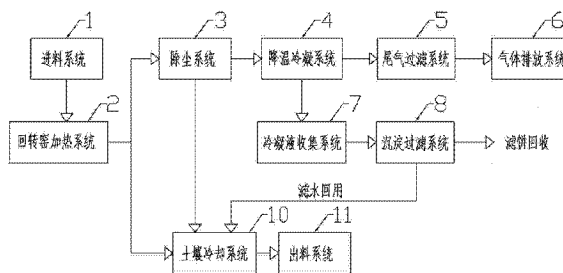 1
3
4
5
6
进料系统
除尘系统
降温冷凝系统
尾气过滤系统
气体排放系统
2
回转窑加热系统
7
8
冷凝液收集系统
沉淀过滤系统
滤饼回收
滤水回用
10
11
土壤冷却系统
出料系统